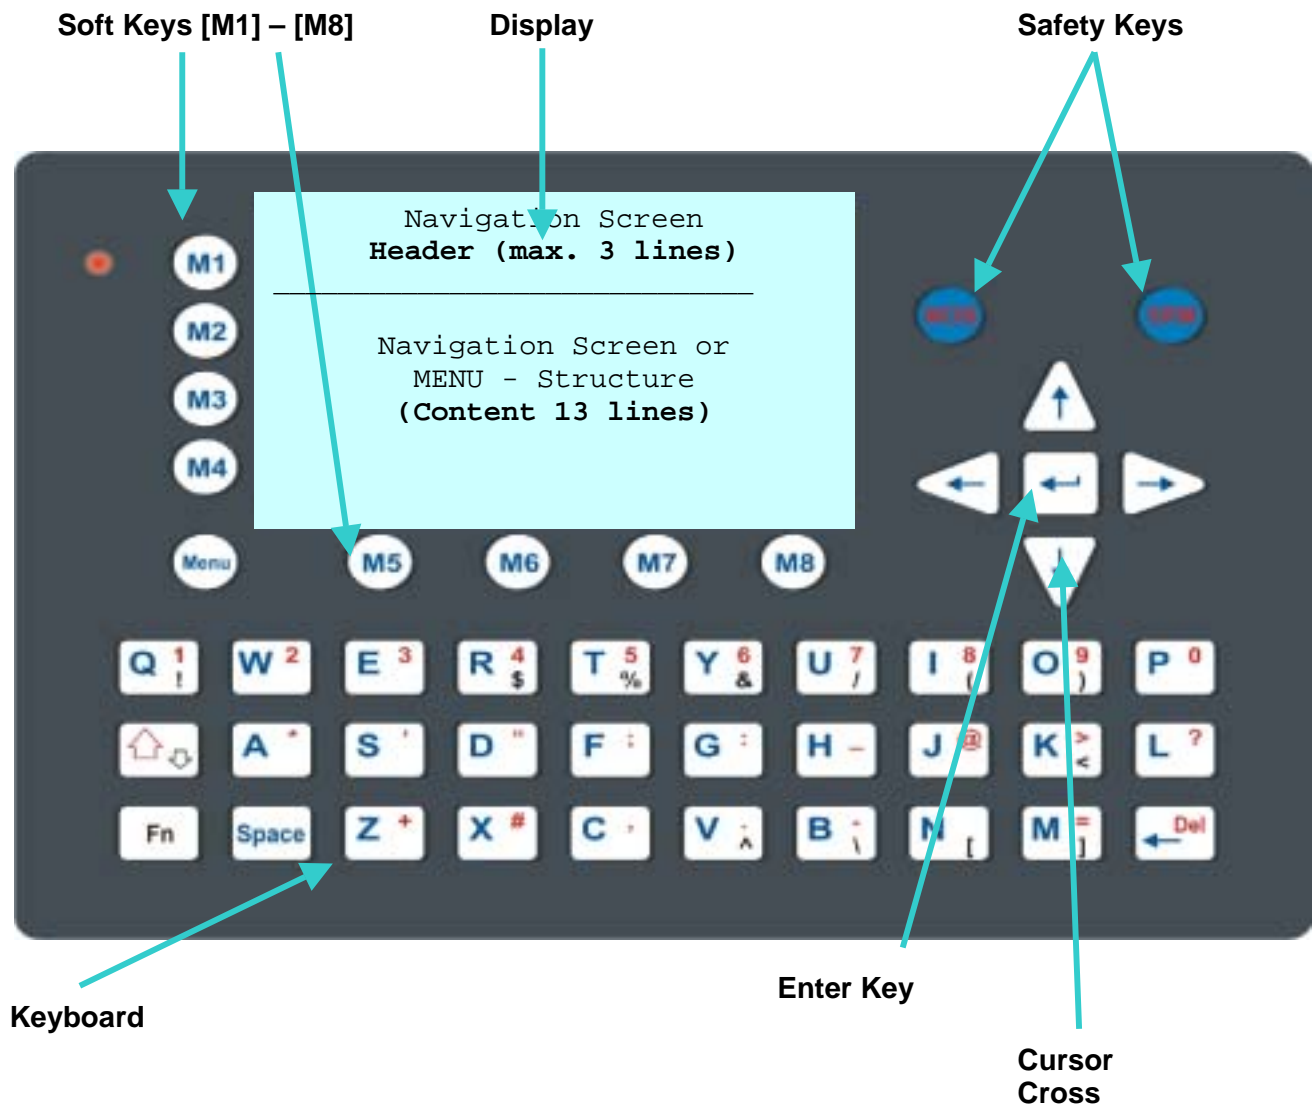 Soft Keys [M1] – [M8]
Display
Safety Keys
Navigation Screen
Header (max. 3 lines)
Navigation Screen or
MENU - Structure
(Content 13 lines)
M1
M2
M3
M4
Menu
M5
M6
M7
M8
Q 1 !
W 2
E 3
R 4 $
T 5 %
Y 6 &
U 7 /
I 8 (
O 9 )
P 0
A
S '
D "
F
G :
H
J @
K > <
L ?
Fn
Space
Z +
X #
C ,
V ^
B \
N [
M = ]
Del
Keyboard
Enter Key
Cursor
Cross